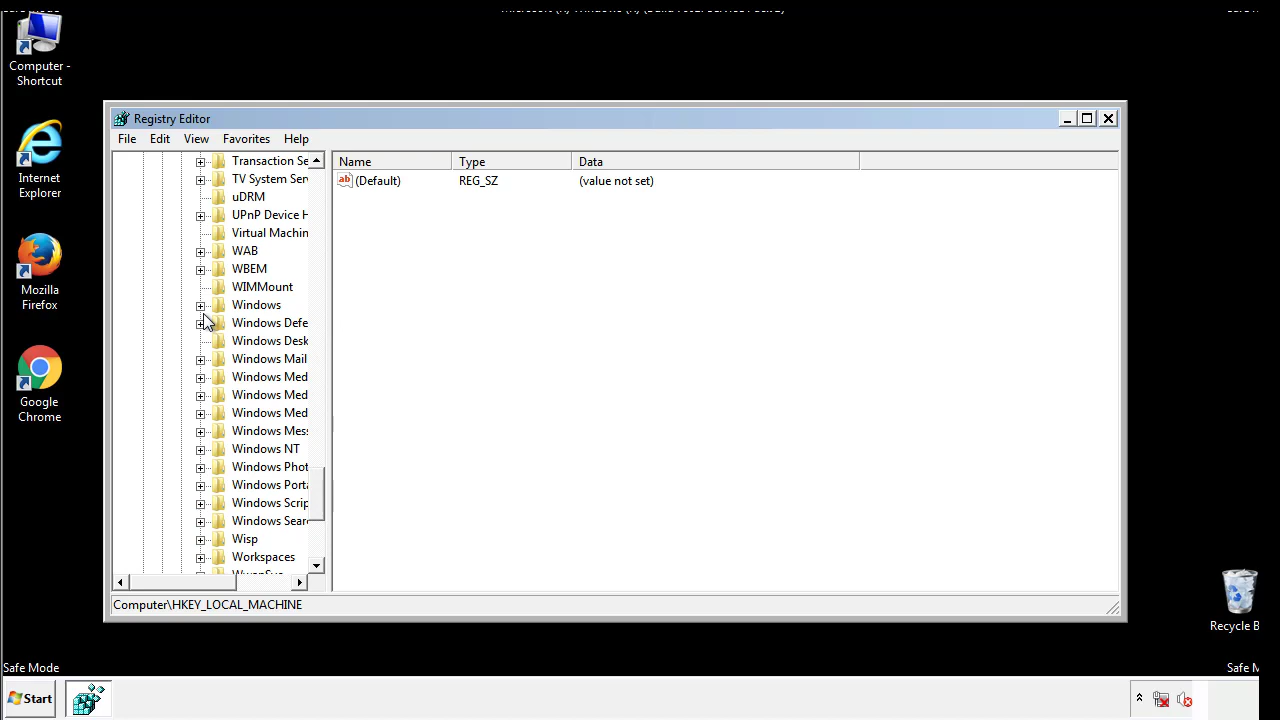 Computer -
Shortcut
Internet
Explorer
Mozilla
Firefox
Google
Chrome
Registry Editor
File Edit View Favorites Help
Transaction Se
TV System Serv
uDRM
UPnP Device H
Virtual Machin
WAB
WBEM
WIMMount
Windows
Windows Defe
Windows Desk
Windows Mail
Windows Med
Windows Med
Windows Med
Windows Mess
Windows NT
Windows Phot
Windows Porta
Windows Scrip
Windows Sear
Wisp
Workspaces
Name Type Data
(Default) REG_SZ (value not set)
Computer\HKEY_LOCAL_MACHINE
Recycle B
Safe Mode
Safe M
Start